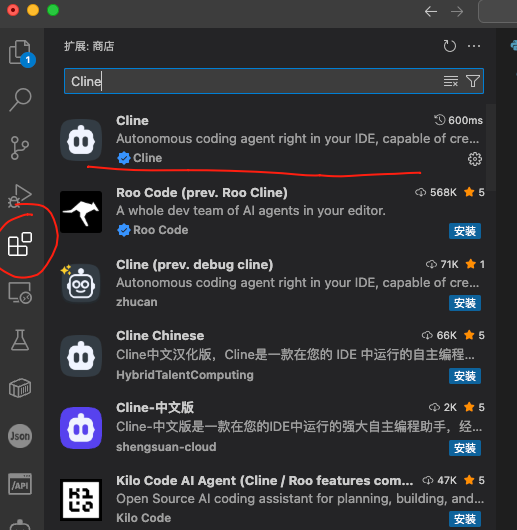 1
扩展: 商店
Cline
Cline
600ms
Autonomous coding agent right in your IDE, capable of cre...
Cline
Roo Code (prev. Roo Cline)
568K 5
A whole dev team of AI agents in your editor.
Roo Code
安装
Cline (prev. debug cline)
71K 1
Autonomous coding agent right in your IDE, capable of cre...
zhucan
安装
Cline Chinese
66K 5
Cline中文汉化版，Cline是一款在您的 IDE 中运行的自主编程...
HybridTalentComputing
安装
Cline-中文版
2K 5
Cline-中文版是一款在您的IDE中运行的强大自主编程助手，经...
shengsuan-cloud
安装
Kilo Code AI Agent (Cline / Roo features com...
47K 5
Open Source AI coding assistant for planning, building, and...
Kilo Code
安装
Json
/API